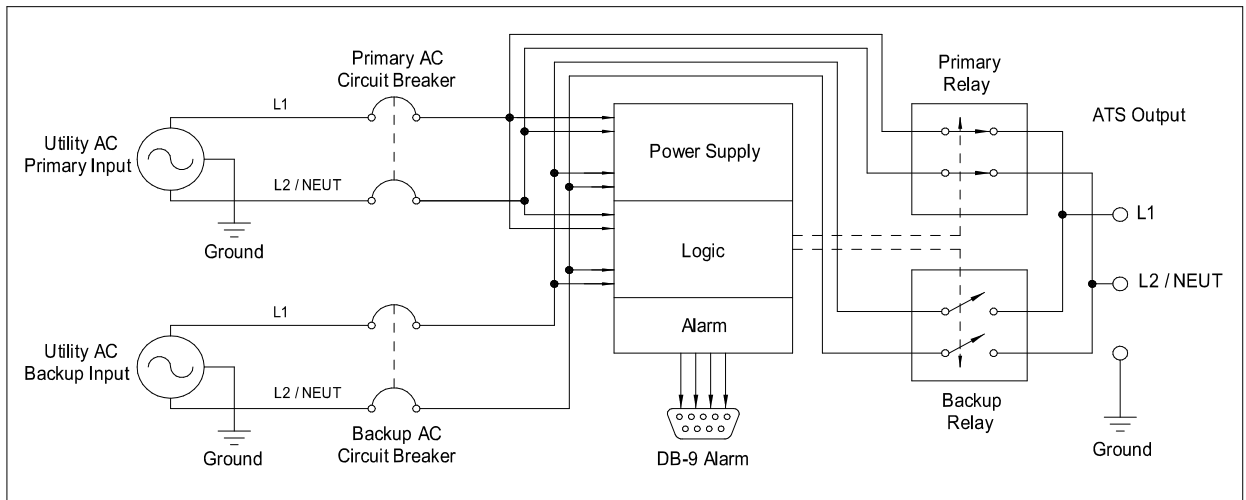 Primary AC
Circuit Breaker
Primary
Relay
L1
ATS Output
Utility AC
Primary Input
Power Supply
L2 / NEUT
L1
Ground
Logic
L2 / NEUT
L1
Alarm
Utility AC
Backup Input
L2 / NEUT
Backup
Relay
Ground
Backup AC
Circuit Breaker
Ground
DB-9 Alarm